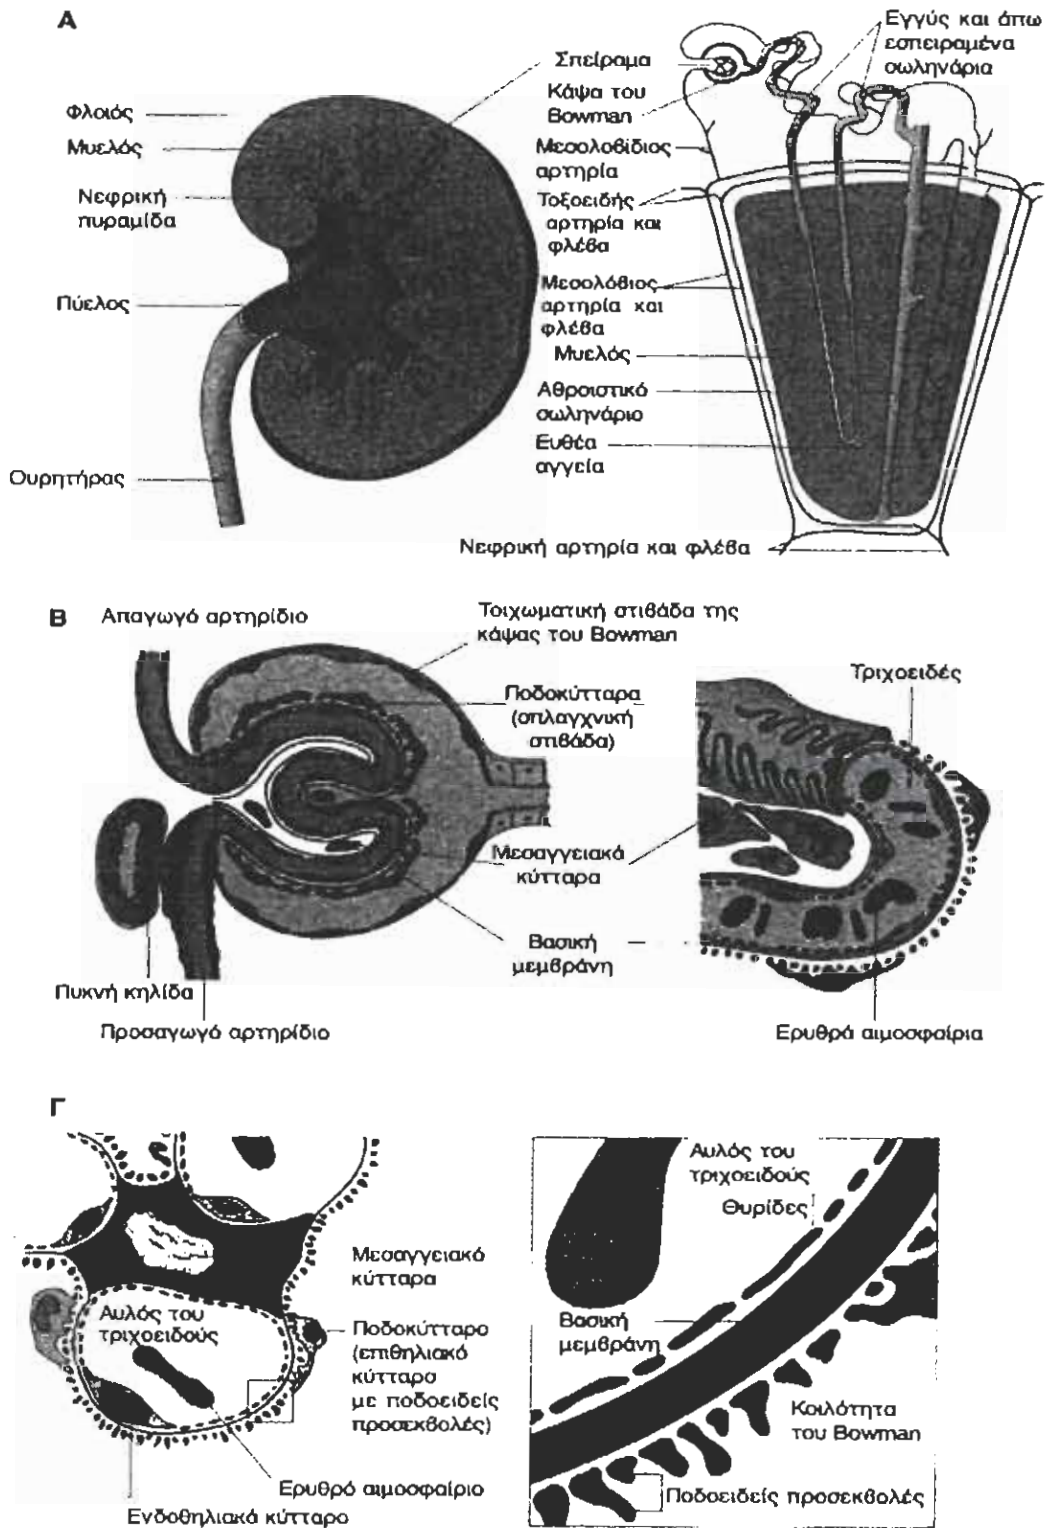 Α
Φλοιός
Μυελός
Νεφρική
πυραμίδα
Πύελος
Ουρητήρας
Σπείραμα
Κάψα του
Bowman
Μεσολοβίδιος
αρτηρία
Τοξοειδής
αρτηρία και
φλέβα
Μεσολόβιος
αρτηρία και
φλέβα
Μυελός
Αθροιστικό
σωληνάριο
Ευθέα
αγγεία
Νεφρική αρτηρία και φλέβα
Εγγύς και άπω
εσπειραμένα
σωληνάρια
Β
Απαγωγό αρτηρίδιο
Τοιχωματική στιβάδα της
κάψας του Bowman
Ποδοκύτταρα
(σπλαγχνική
στιβάδα)
Μεσαγγειακά
κύτταρα
Βασική
μεμβράνη
Πυκνή κηλίδα
Προσαγωγό αρτηρίδιο
Τριχοειδές
Ερυθρά αιμοσφαίρια
Γ
Μεσαγγειακά
κύτταρα
Αυλός του
τριχοειδούς
Ποδοκύτταρο
(επιθηλιακό
κύτταρο
με ποδοειδείς
προσεκβολές)
Ερυθρό αιμοσφαίριο
Ενδοθηλιακό κύτταρο
Αυλός του
τριχοειδούς
Θυρίδες
Βασική
μεμβράνη
Κοιλότητα
του Bowman
Ποδοειδείς προσεκβολές